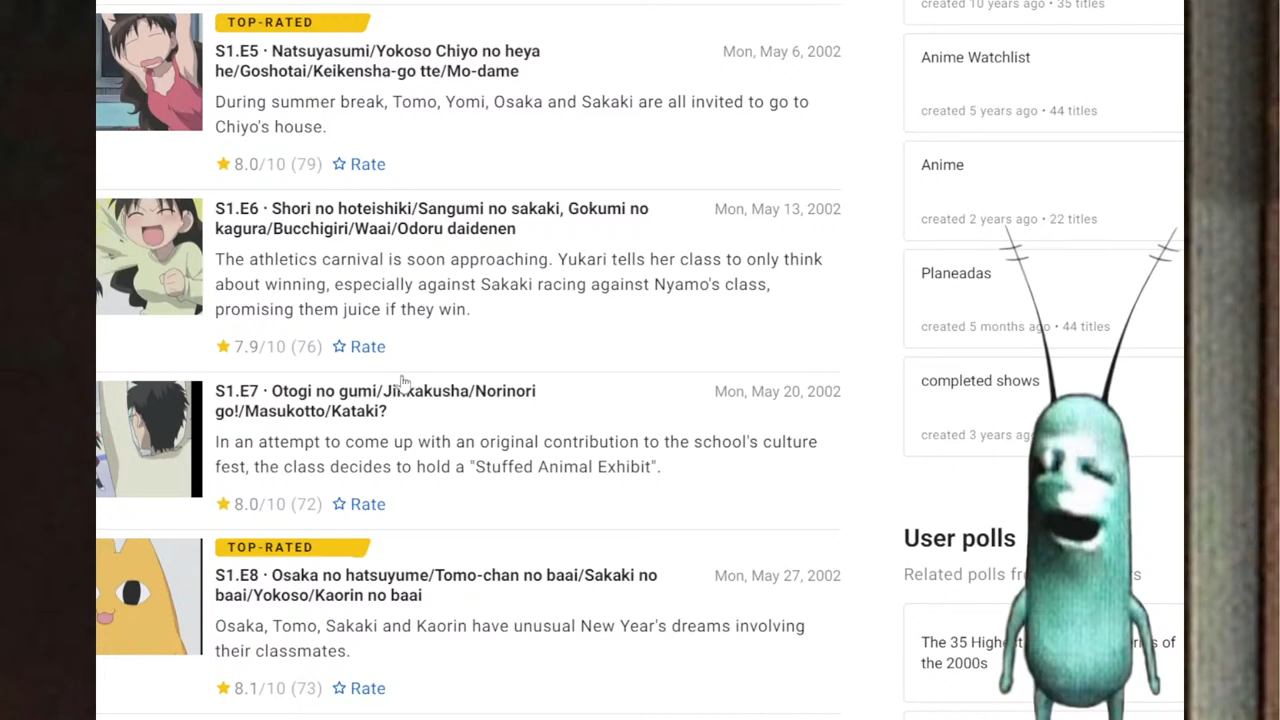 TOP-RATED
S1.E5 · Natsuyasumi/Yokoso Chiyo no heya
he/Goshotai/Keikensha-go tte/Mo-dame
Mon, May 6, 2002
During summer break, Tomo, Yomi, Osaka and Sakaki are all invited to go to
Chiyo's house.
8.0/10 (79) Rate
S1.E6 · Shori no hoteishiki/Sangumi no sakaki, Gokumi no
kagura/Bucchigiri/Waai/Odoru daidenen
Mon, May 13, 2002
The athletics carnival is soon approaching. Yukari tells her class to only think
about winning, especially against Sakaki racing against Nyamo's class,
promising them juice if they win.
7.9/10 (76) Rate
S1.E7 · Otogi no gumi/Jikkakusha/Norinori
go!/Masukotto/Kataki?
Mon, May 20, 2002
In an attempt to come up with an original contribution to the school's culture
fest, the class decides to hold a "Stuffed Animal Exhibit".
8.0/10 (72) Rate
TOP-RATED
S1.E8 · Osaka no hatsuyume/Tomo-chan no baai/Sakaki no
baai/Yokoso/Kaorin no baai
Mon, May 27, 2002
Osaka, Tomo, Sakaki and Kaorin have unusual New Year's dreams involving
their classmates.
8.1/10 (73) Rate
created 10 years ago • 35 titles
Anime Watchlist
created 5 years ago • 44 titles
Anime
created 2 years ago • 22 titles
Planeadas
created 5 months ago • 44 titles
completed shows
created 3 years
User polls
Related polls
The 35 of
the 2000s